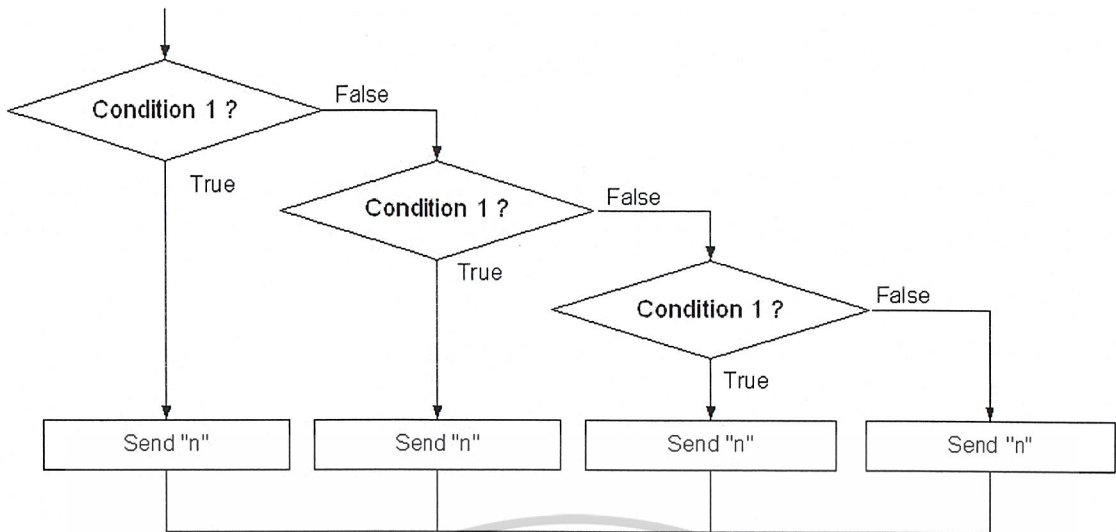 Condition 1 ?
False
True
Condition 1 ?
False
True
Condition 1 ?
False
True
Send "n"
Send "n"
Send "n"
Send "n"